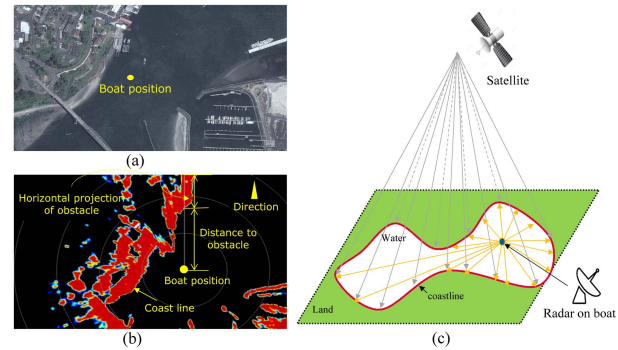 Boat position
(a)
Horizontal projection
of obstacle
Direction
Distance to
obstacle
Boat position
Coast line
(b)
Satellite
Water
coastline
Land
Radar on boat
(c)